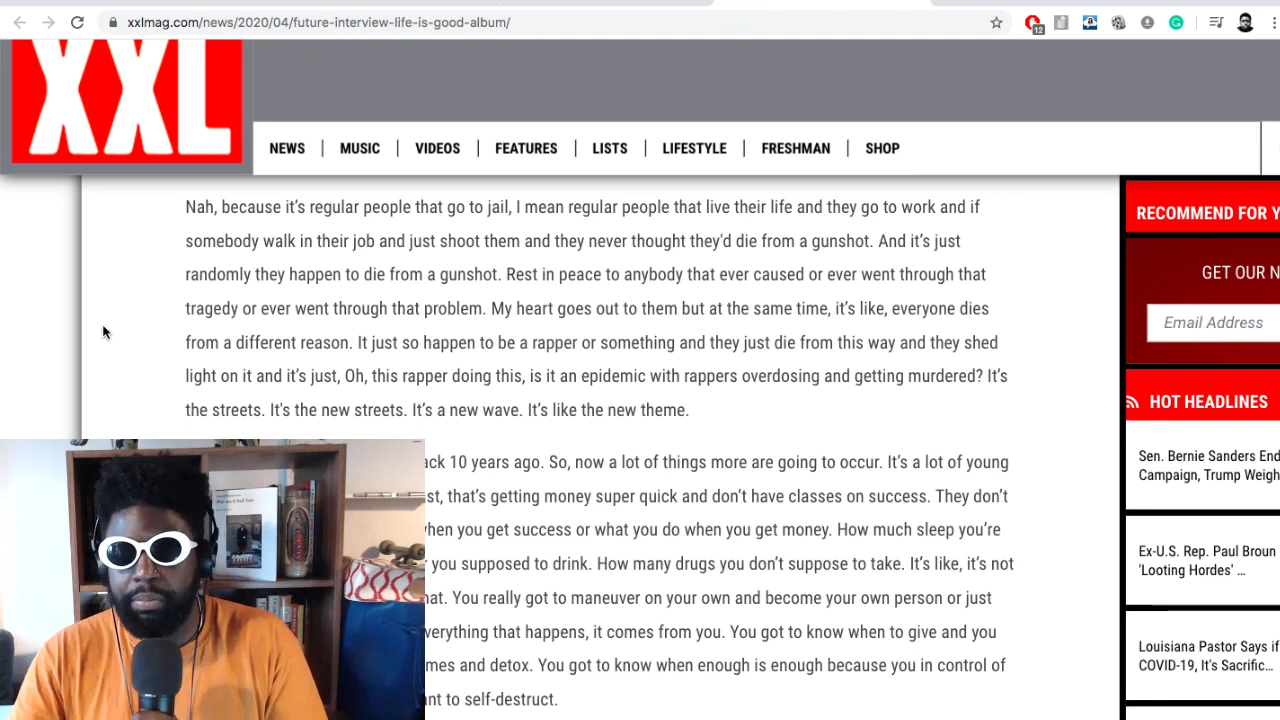 xxlmag.com/news/2020/04/future-interview-life-is-good-album/
12
XXL
NEWS | MUSIC | VIDEOS | FEATURES | LISTS | LIFESTYLE | FRESHMAN | SHOP
Nah, because it’s regular people that go to jail, I mean regular people that live their life and they go to work and if
somebody walk in their job and just shoot them and they never thought they'd die from a gunshot. And it’s just
randomly they happen to die from a gunshot. Rest in peace to anybody that ever caused or ever went through that
tragedy or ever went through that problem. My heart goes out to them but at the same time, it’s like, everyone dies
from a different reason. It just so happen to be a rapper or something and they just die from this way and they shed
light on it and it’s just, Oh, this rapper doing this, is it an epidemic with rappers overdosing and getting murdered? It’s
the streets. It's the new streets. It’s a new wave. It’s like the new theme.
ack 10 years ago. So, now a lot of things more are going to occur. It’s a lot of young
st, that’s getting money super quick and don’t have classes on success. They don’t
when you get success or what you do when you get money. How much sleep you’re
you supposed to drink. How many drugs you don’t suppose to take. It’s like, it’s not
hat. You really got to maneuver on your own and become your own person or just
verything that happens, it comes from you. You got to know when to give and you
mes and detox. You got to know when enough is enough because you in control of
nt to self-destruct.
RECOMMEND FOR Y
GET OUR N
Email Address
HOT HEADLINES
Sen. Bernie Sanders End
Campaign, Trump Weigh
Ex-U.S. Rep. Paul Broun
'Looting Hordes' …
Louisiana Pastor Says if
COVID-19, It's Sacrific…